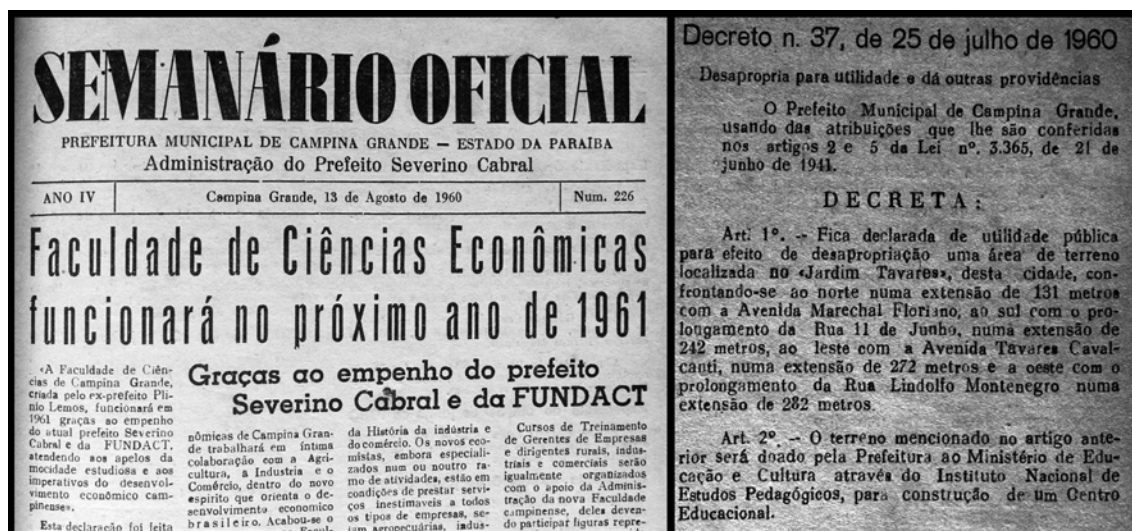 SEMANÁRIO OFICIAL
PREFEITURA MUNICIPAL DE CAMPINA GRANDE — ESTADO DA PARAÍBA
Administração do Prefeito Severino Cabral
ANO IV Campina Grande, 13 de Agosto de 1960 Num. 226
Faculdade de Ciências Econômicas
funcionará no próximo ano de 1961
«A Faculdade de Ciên-
cias de Campina Grande,
criada pelo ex-prefeito Plí-
nio Lemos, funcionará em
1961 graças ao empenho
do atual prefeito Severino
Cabral e da FUNDACT,
atendendo aos apelos da
mocidade estudiosa e aos
imperativos do desenvol-
vimento econômico cam-
pinense».
Esta declaração foi feita
Graças ao empenho do prefeito
Severino Cabral e da FUNDACT
nômicas de Campina Gran-
de trabalhará em íntima
colaboração com a Agri-
cultura, a Industria e o
Comércio, dentro do novo
espirito que orienta o de-
senvolvimento economico
brasileiro. Acabou-se o
da História da indústria e
do comércio. Os novos eco-
mistas, embora especiali-
zados num ou noutro ra-
mo de atividades, estão em
condições de prestar servi-
ços inestimaveis a todos
os tipos de empresas, se-
jam agropecuárias, indus-
Cursos de Treinamento
de Gerentes de Empresas
e dirigentes rurais, indus-
triais e comerciais serão
igualmente organizados
com o apoio da Adminis-
tração da nova Faculdade
campinense, deles deven-
do participar figuras repre-
Decreto n. 37, de 25 de julho de 1960
Desapropria para utilidade e dá outras providências
O Prefeito Municipal de Campina Grande,
usando das atribuições que lhe são conferidas
nos artigos 2 e 5 da Lei nº. 3.365, de 21 de
junho de 1941.
DECRETA:
Art. 1º. — Fica declarada de utilidade pública
para efeito de desapropriação uma área de terreno
localizada no «Jardim Tavares», desta cidade, con-
frontando-se ao norte numa extensão de 131 metros
com a Avenida Marechal Floriano, ao sul com o pro-
longamento da Rua 11 de Junho, numa extensão de
242 metros, ao leste com a Avenida Tavares Caval-
canti, numa extensão de 272 metros e a oeste com o
prolongamento da Rua Lindolfo Montenegro numa
extensão de 282 metros.
Art. 2º. — O terreno mencionado no artigo ante-
rior será doado pela Prefeitura ao Ministério de Edu-
cação e Cultura através do Instituto Nacional de
Estudos Pedagógicos, para construção de um Centro
Educacional.